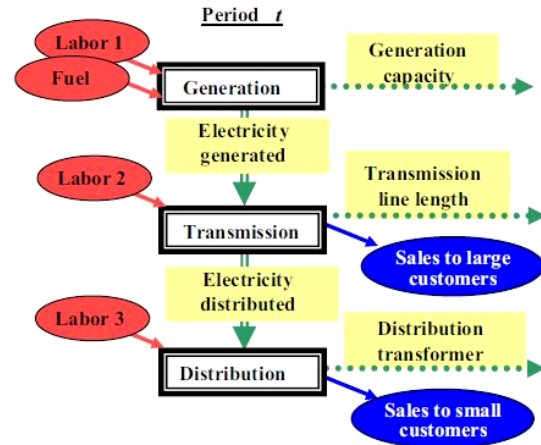 Period t
Labor 1
Fuel
Generation
Generation
capacity
Electricity
generated
Labor 2
Transmission
Transmission
line length
Sales to large
customers
Electricity
distributed
Labor 3
Distribution
Distribution
transformer
Sales to small
customers